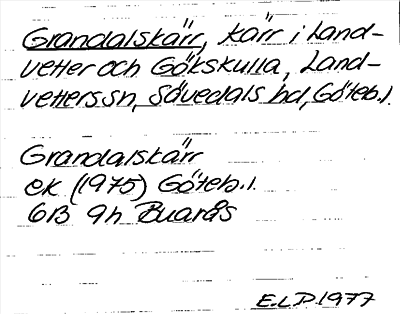 Grandalskärr, kärr i Land-
vetter och Gökskulla, Land-
vetters sn, Sävedals hd, Göteb.l.
Grandalskärr
ek (1975) Göteb.l.
6B 9h Buarås
E.L.D. 1977